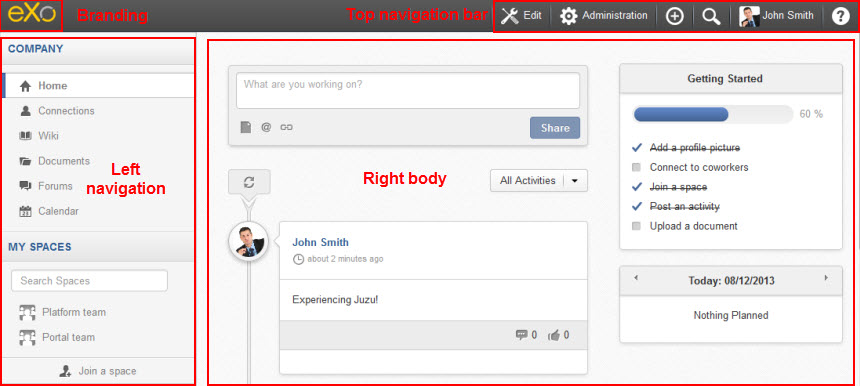 eXo Branding Top navigation bar Edit Administration John Smith ?
COMPANY
Home
Connections
Wiki
Documents
Forums
Calendar
Left navigation
MY SPACES
Search Spaces
Platform team
Portal team
Join a space
What are you working on?
@
Share
Right body
All Activities
John Smith
about 2 minutes ago
Experiencing Juzu!
0 0
Getting Started
60 %
Add a profile picture
Connect to coworkers
Join a space
Post an activity
Upload a document
Today: 08/12/2013
Nothing Planned